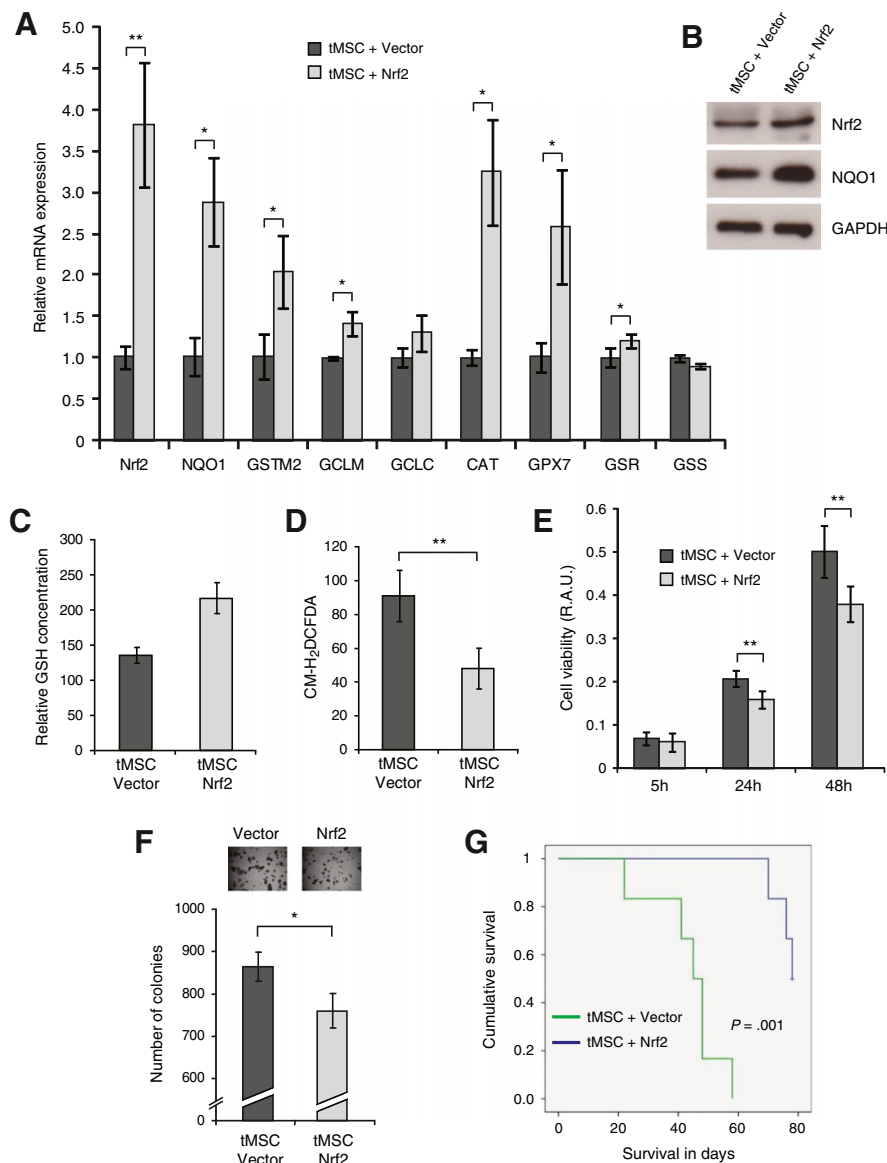 A
5.0
4.5
4.0
3.5
3.0
2.5
2.0
1.5
1.0
0.5
0
Relative mRNA expression
tMSC + Vector
tMSC + Nrf2
**
*
*
*
*
*
*
Nrf2 NQO1 GSTM2 GCLM GCLC CAT GPX7 GSR GSS
B
tMSC + Vector
tMSC + Nrf2
Nrf2
NQO1
GAPDH
C
300
250
200
150
100
50
0
Relative GSH concentration
tMSC tMSC
Vector Nrf2
D
120
100
80
60
40
20
0
CM-H₂DCFDA
**
tMSC tMSC
Vector Nrf2
E
0.6
0.5
0.4
0.3
0.2
0.1
0
Cell viability (R.A.U.)
tMSC + Vector
tMSC + Nrf2
**
**
5h 24h 48h
F
Vector Nrf2
1000
900
800
700
600
0
Number of colonies
*
tMSC tMSC
Vector Nrf2
G
1
0.8
0.6
0.4
0.2
0.0
Cumulative survival
tMSC + Vector
tMSC + Nrf2
P = .001
0 20 40 60 80
Survival in days